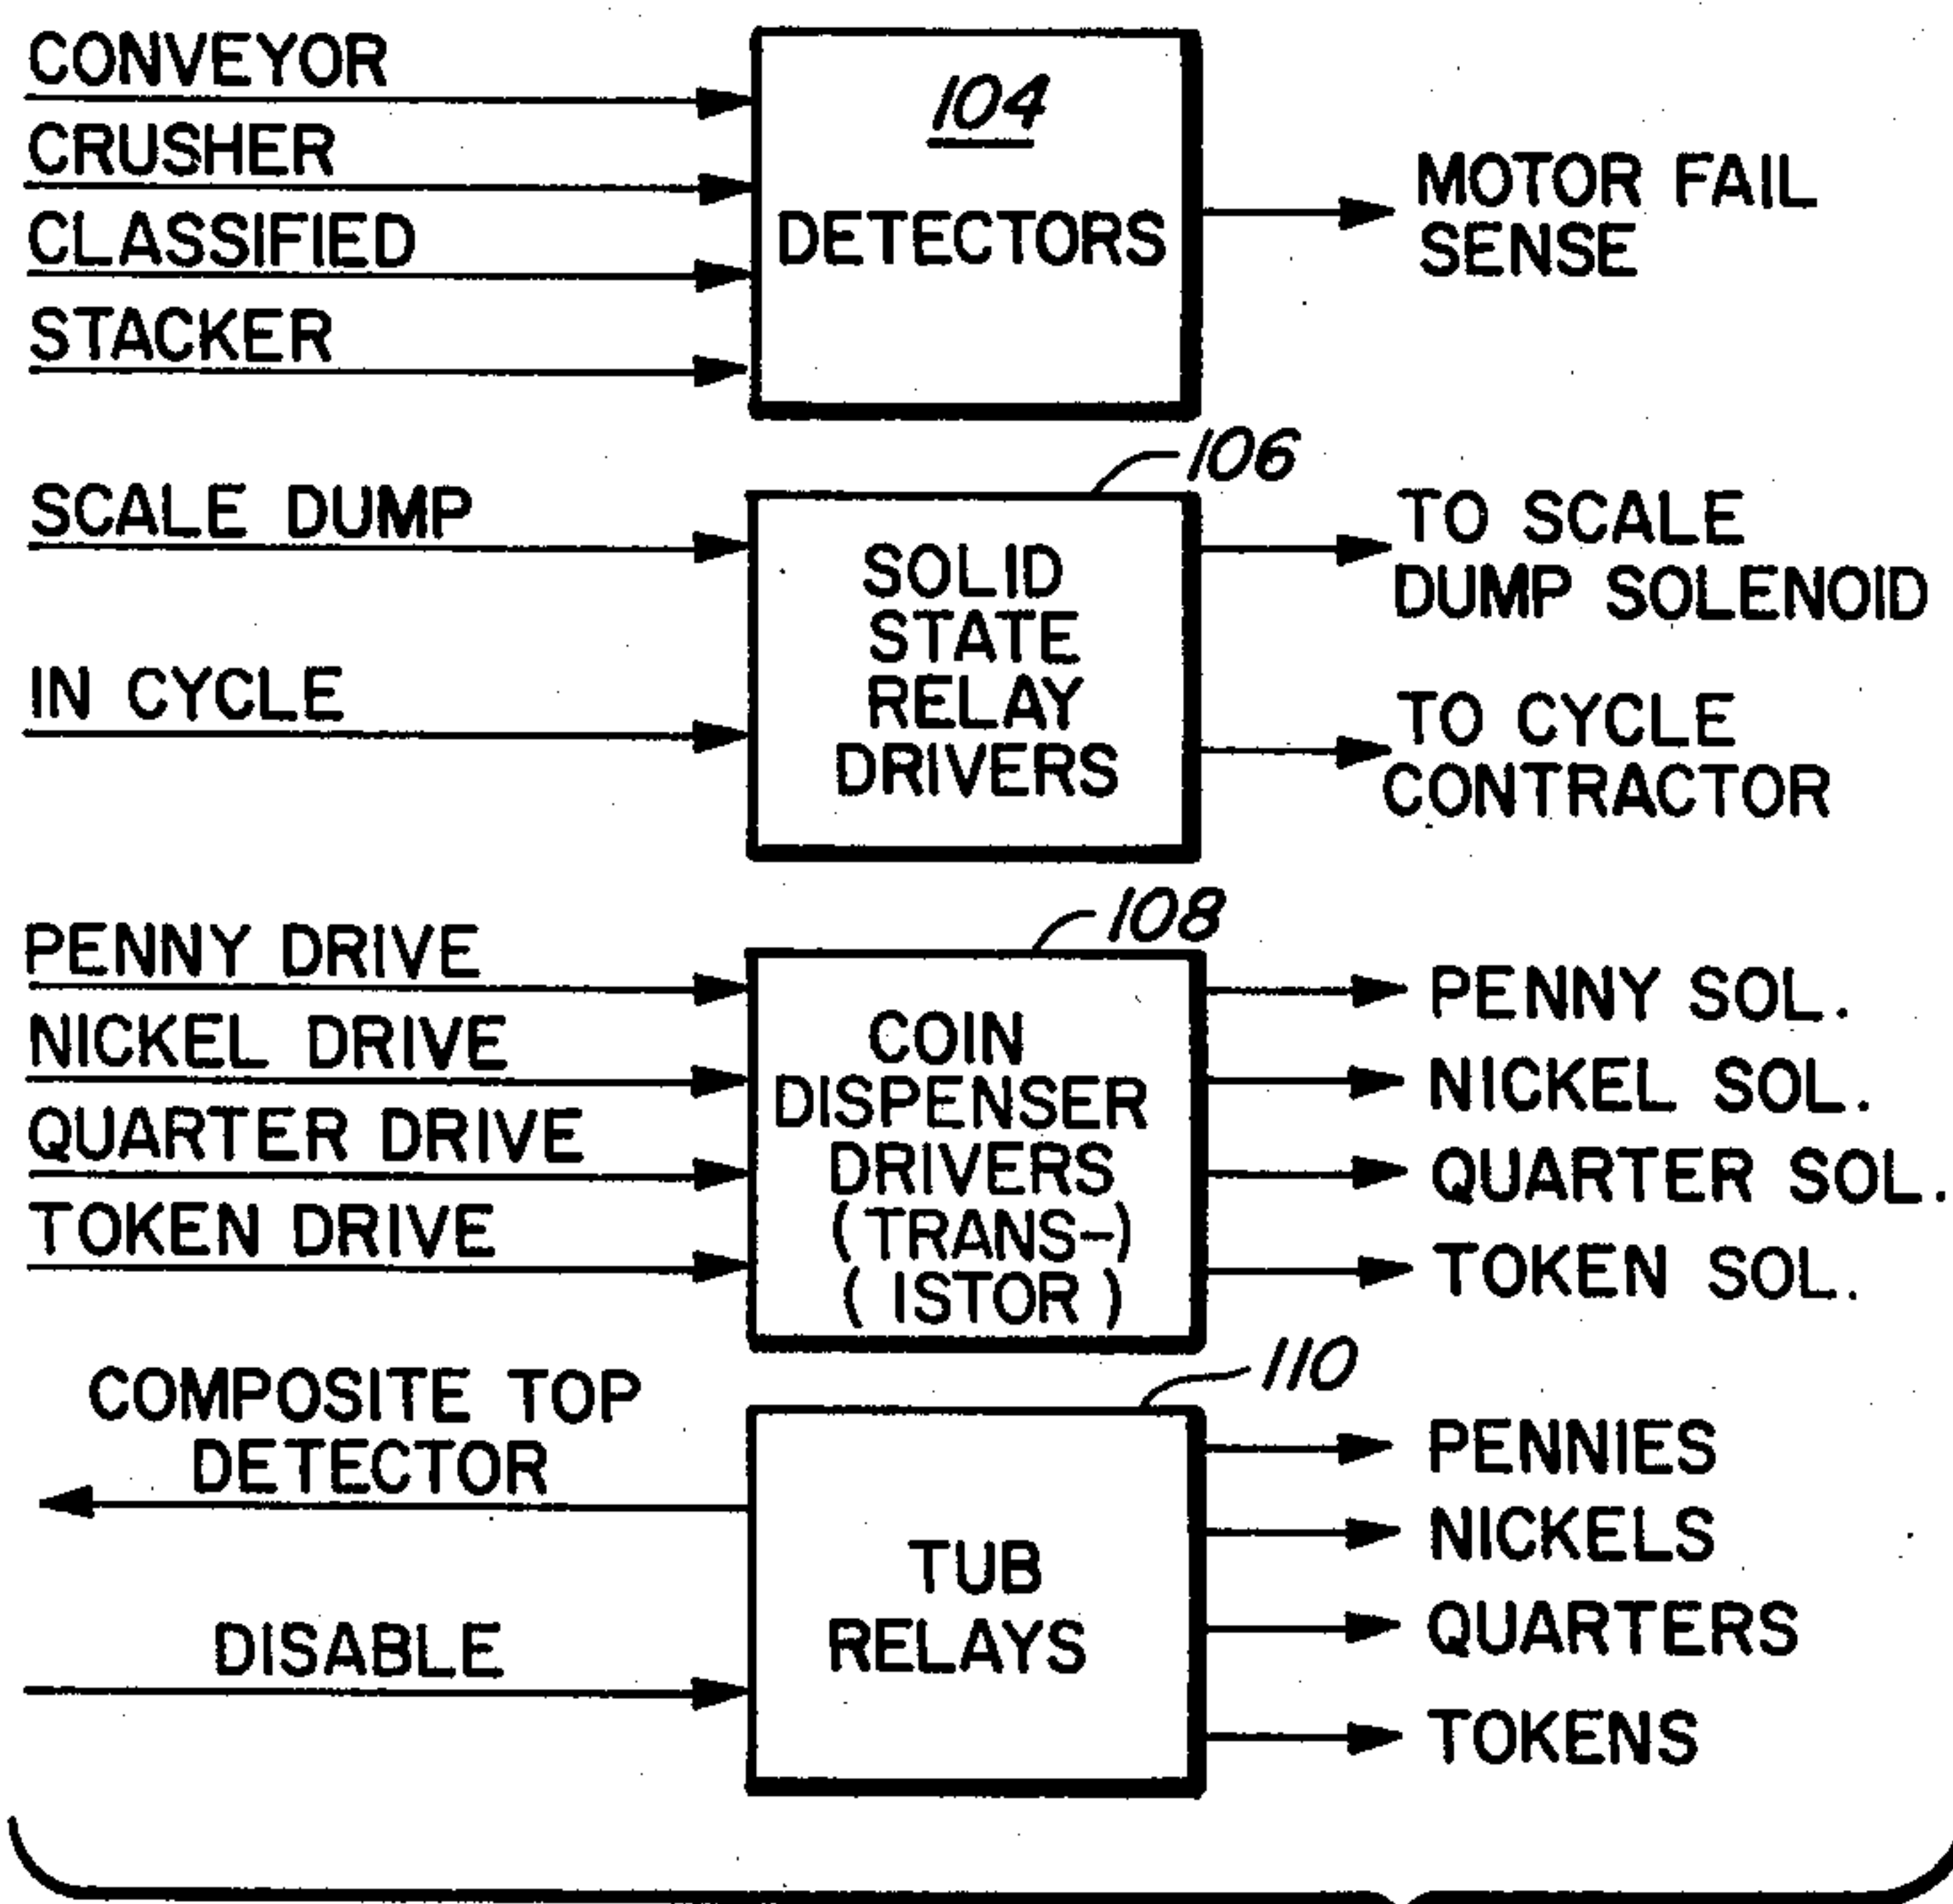 CONVEYOR
CRUSHER
CLASSIFIED
STACKER
104
DETECTORS
MOTOR FAIL
SENSE
106
SCALE DUMP
IN CYCLE
SOLID
STATE
RELAY
DRIVERS
TO SCALE
DUMP SOLENOID
TO CYCLE
CONTRACTOR
108
PENNY DRIVE
NICKEL DRIVE
QUARTER DRIVE
TOKEN DRIVE
COIN
DISPENSER
DRIVERS
(TRANS-)
( ISTOR )
PENNY SOL.
NICKEL SOL.
QUARTER SOL.
TOKEN SOL.
110
COMPOSITE TOP
DETECTOR
DISABLE
TUB
RELAYS
PENNIES
NICKELS
QUARTERS
TOKENS